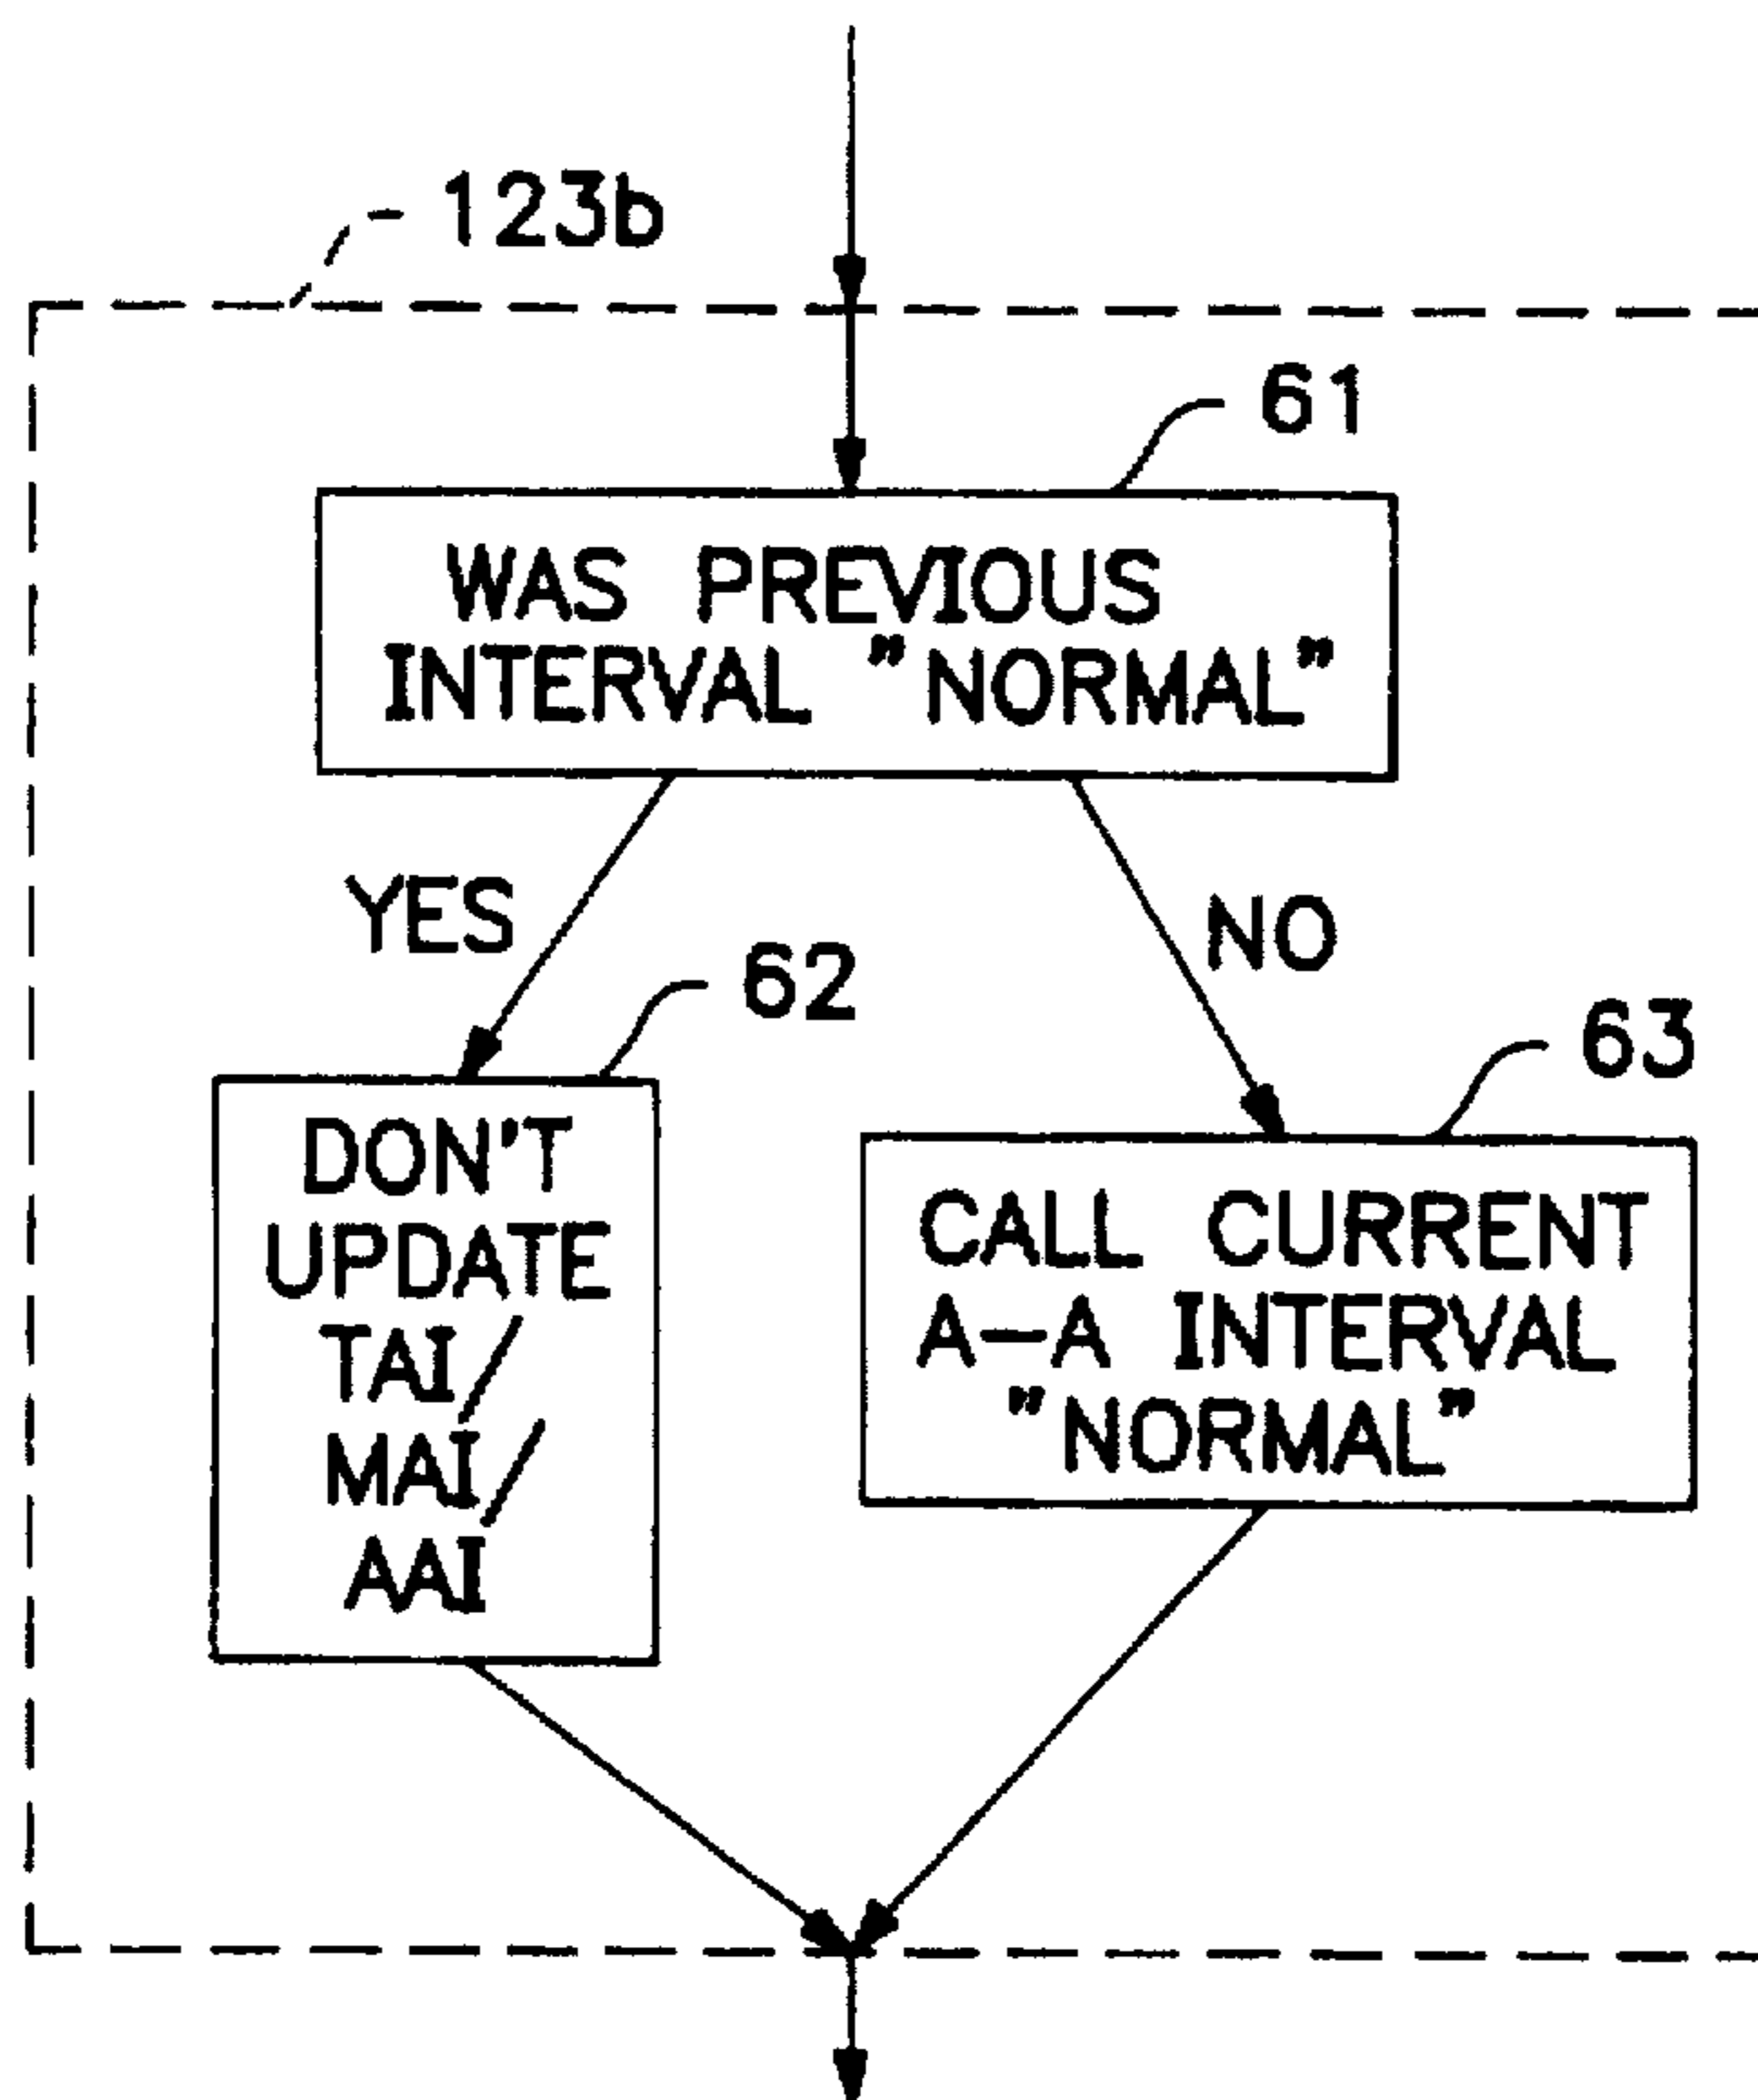 123b
61
WAS PREVIOUS
INTERVAL "NORMAL"
YES
NO
62
63
DON'T
UPDATE
TAI/
MAI/
AAI
CALL CURRENT
A-A INTERVAL
"NORMAL"